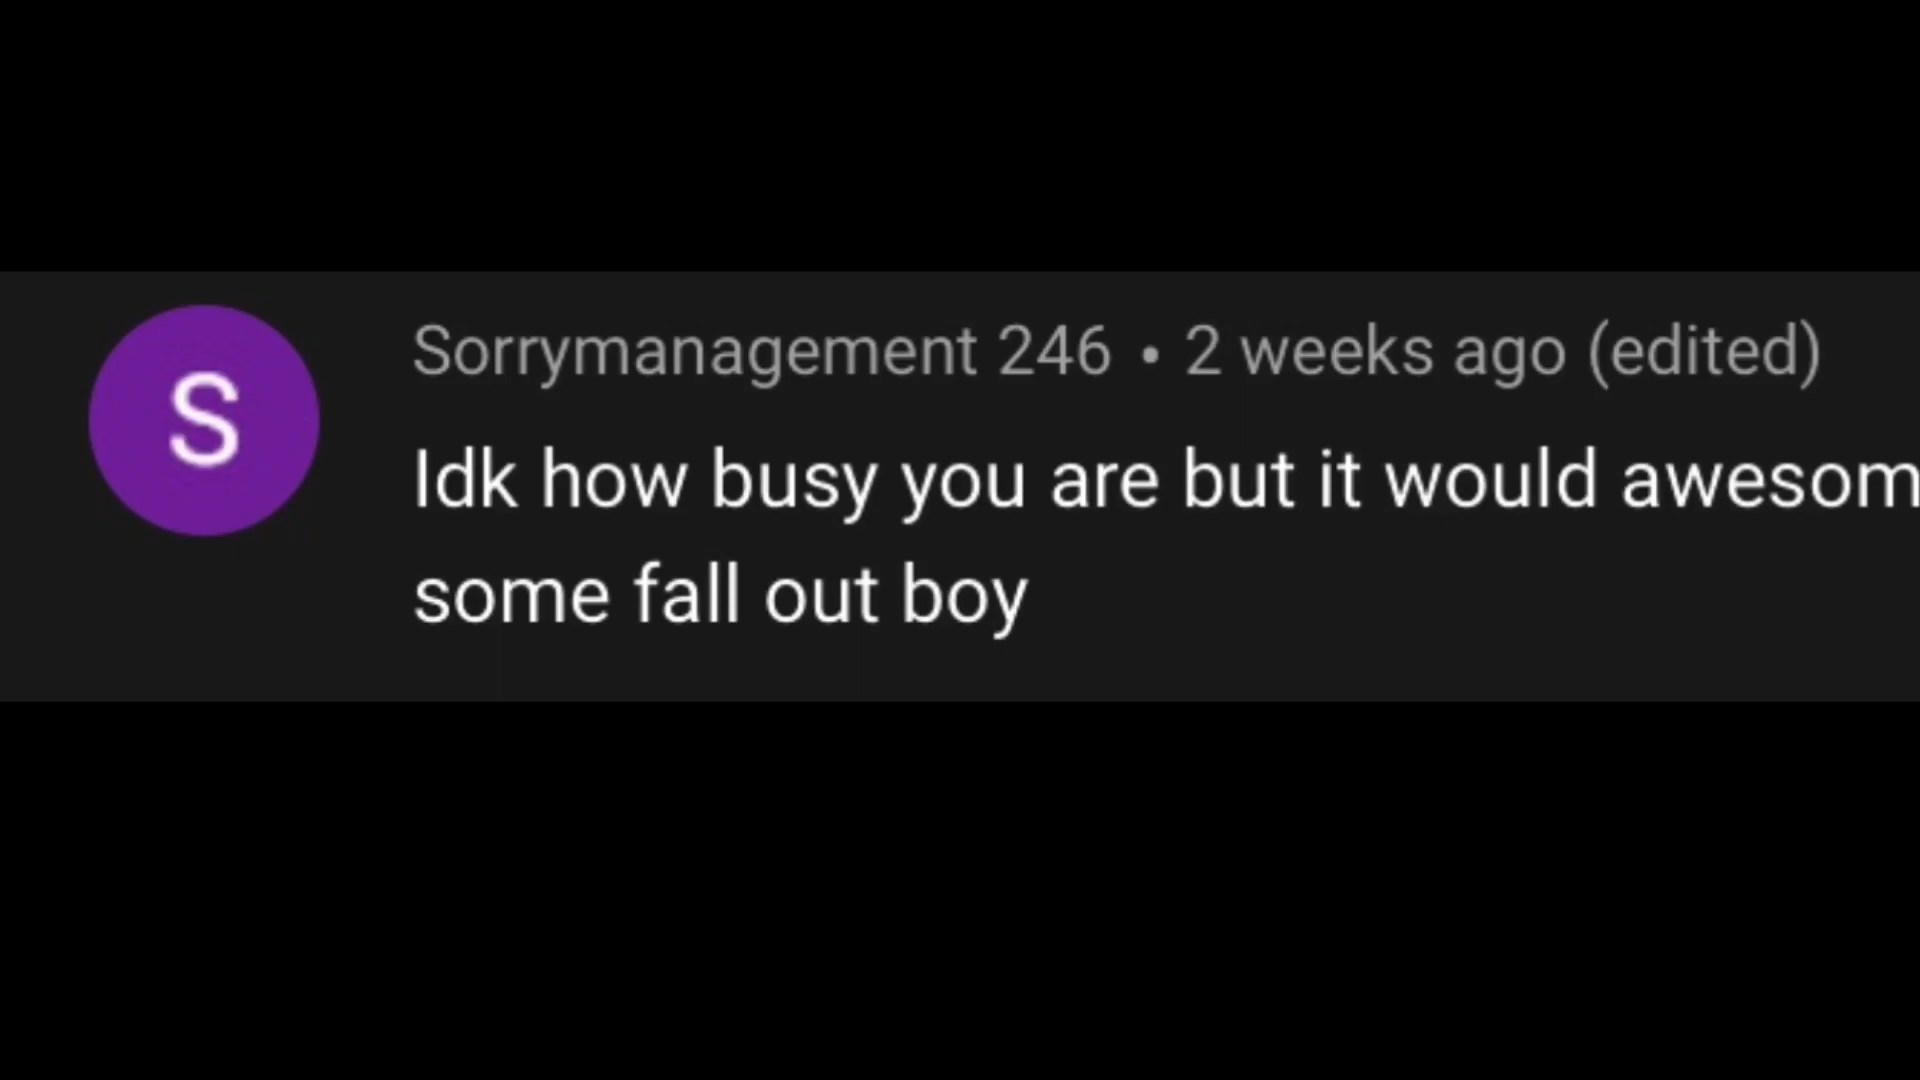 S
Sorrymanagement 246 • 2 weeks ago (edited)
Idk how busy you are but it would awesom
some fall out boy